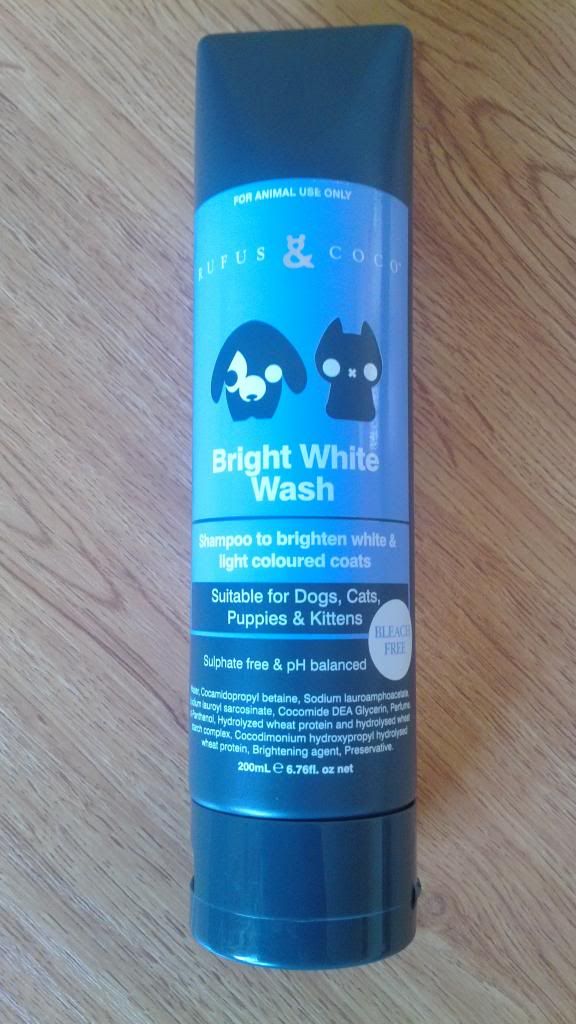 FOR ANIMAL USE ONLY
RUFUS & COCO
Bright White
Wash
Shampoo to brighten white &
light coloured coats
Suitable for Dogs, Cats,
Puppies & Kittens
BLEACH
FREE
Sulphate free & pH balanced
Cocamidopropyl betaine, Sodium lauroamphoacetate,
lauroyl sarcosinate, Cocomide DEA Glycerin, Perfume,
Panthenol, Hydrolyzed wheat protein and hydrolysed wheat
starch complex, Cocodimonium hydroxypropyl hydrolysed
wheat protein, Brightening agent, Preservative.
200mL ℮ 6.76fl. oz net